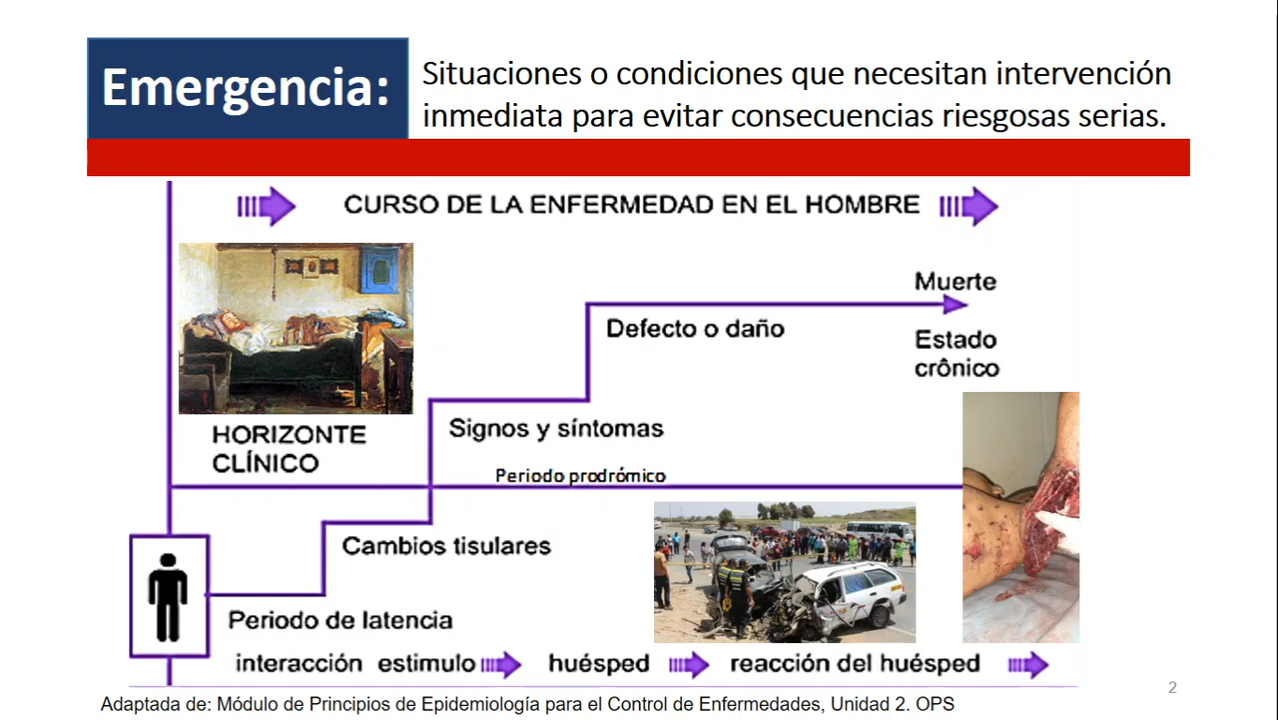 Emergencia:
Situaciones o condiciones que necesitan intervención
inmediata para evitar consecuencias riesgosas serias.
CURSO DE LA ENFERMEDAD EN EL HOMBRE
Muerte
Defecto o daño
Estado
crônico
Signos y síntomas
HORIZONTE
CLÍNICO
Periodo prodrómico
Cambios tisulares
Periodo de latencia
interacción estimulo
huésped
reacción del huésped
2
Adaptada de: Módulo de Principios de Epidemiología para el Control de Enfermedades, Unidad 2. OPS